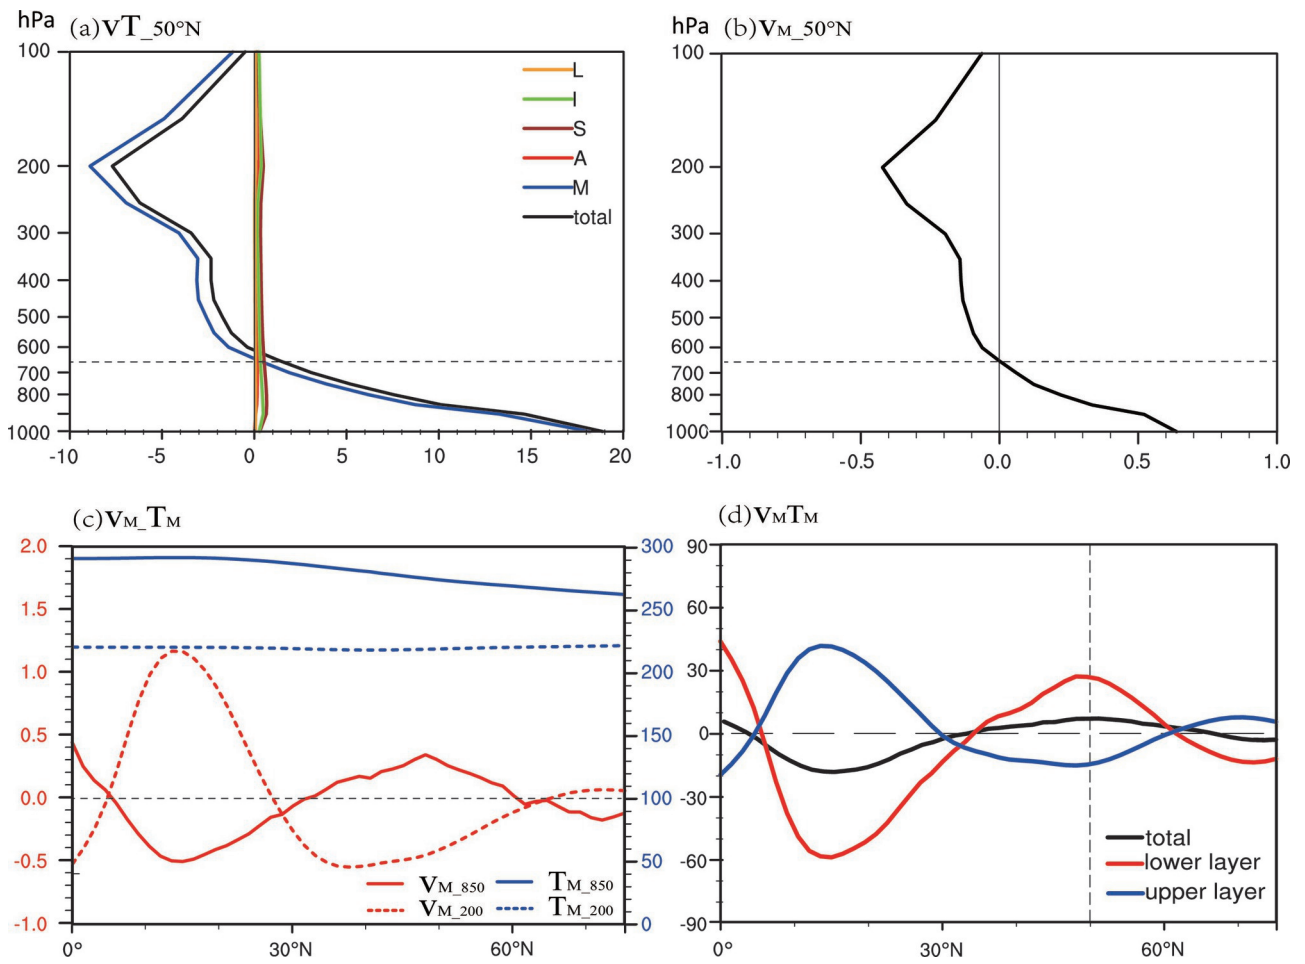 hPa (a)vT_50°N
100
200
300
400
500
600
700
800
1000
-10 -5 0 5 10 15 20
L
I
S
A
M
total
hPa (b)vM_50°N
100
200
300
400
500
600
700
800
1000
-1.0 -0.5 0.0 0.5 1.0
(c)vM_TM
2.0
1.5
1.0
0.5
0.0
-0.5
-1.0
300
250
200
150
100
50
0
0° 30°N 60°N
vM_850 TM_850
vM_200 TM_200
(d)vMTM
90
60
30
0
-30
-60
-90
0° 30°N 60°N
total
lower layer
upper layer